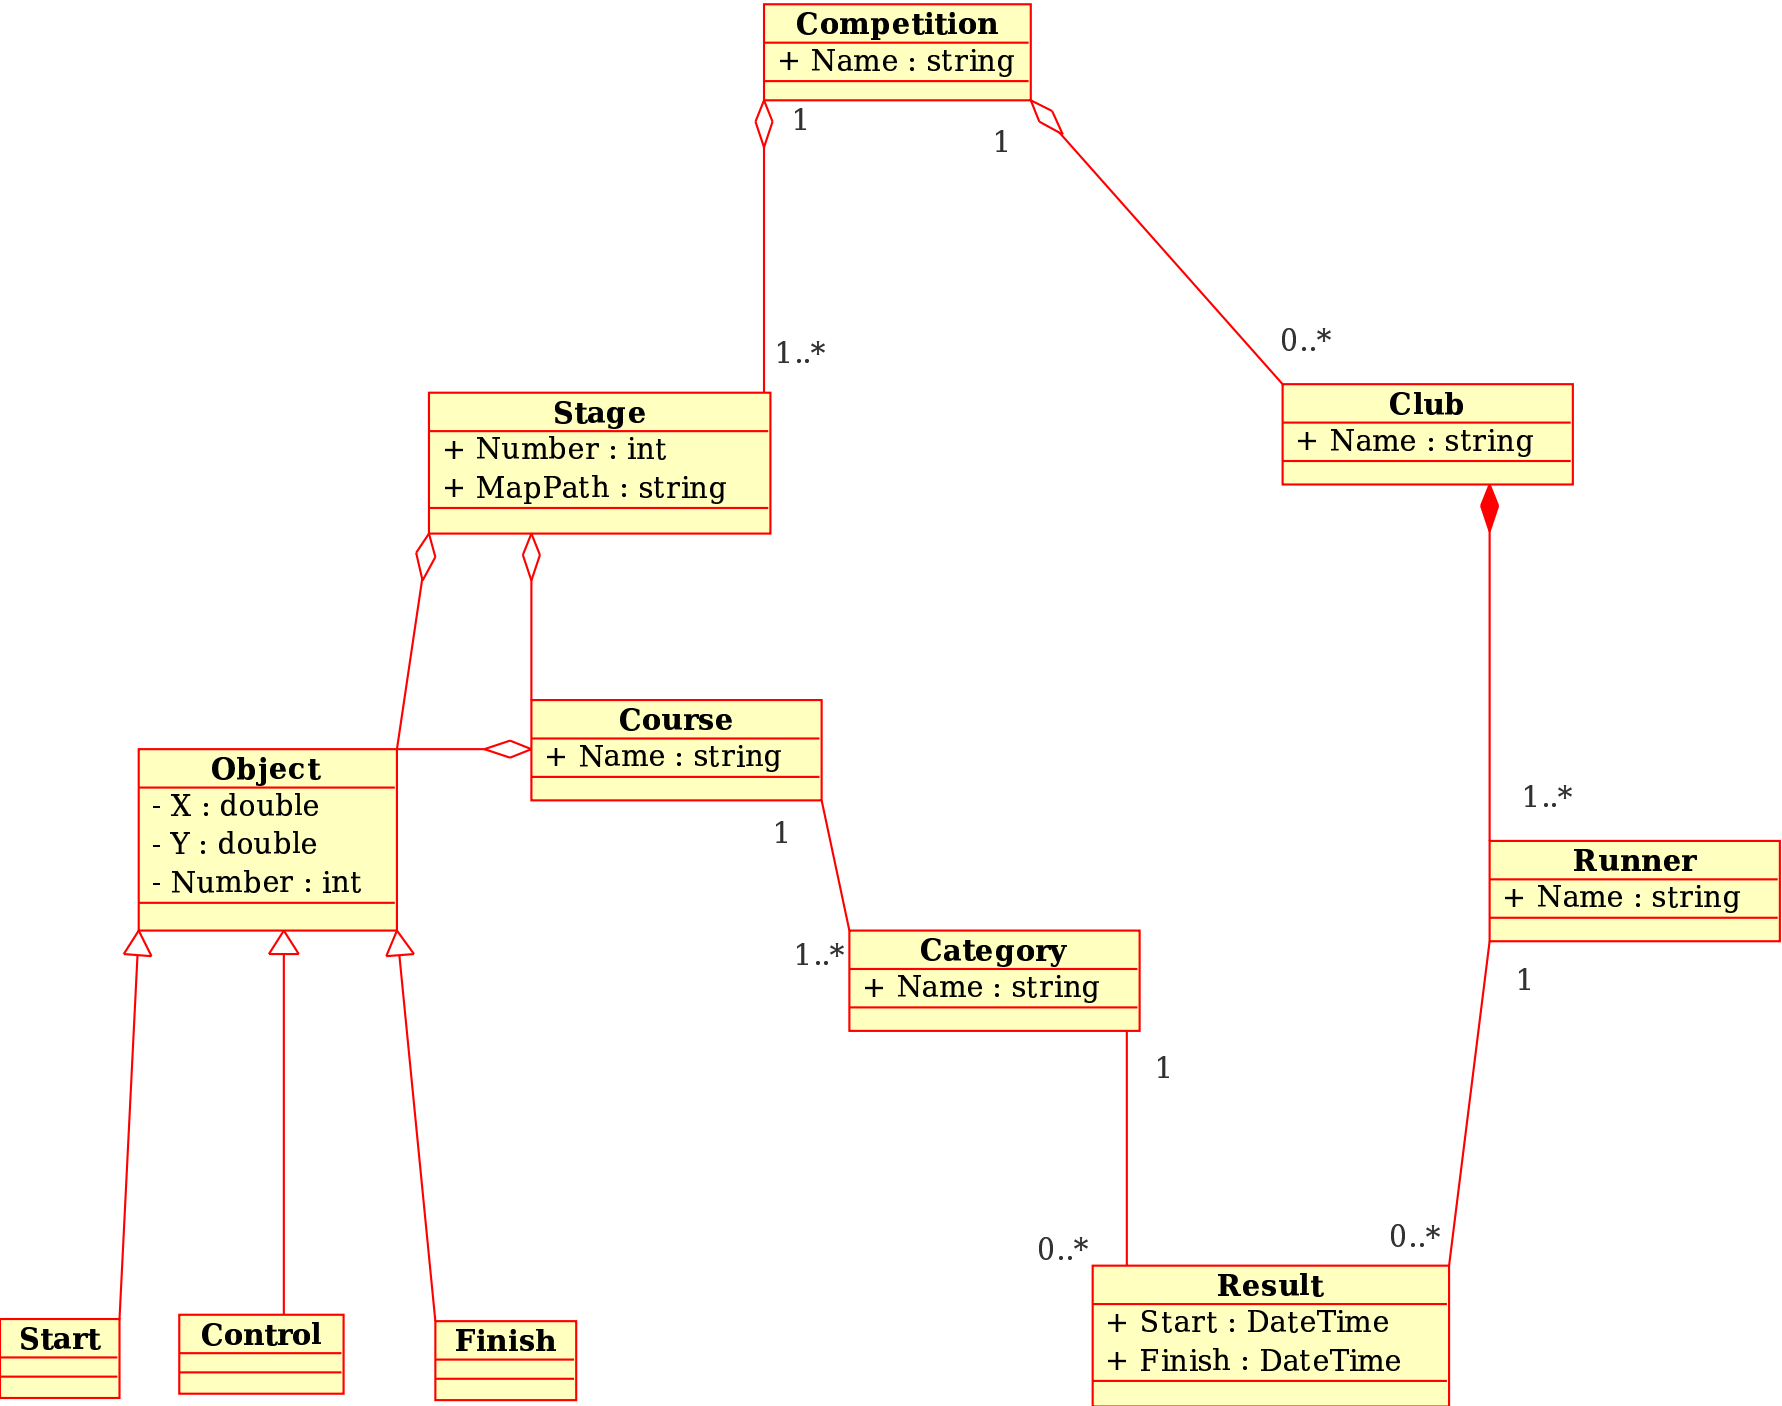 Competition
+ Name : string
1
1
1..*
0..*
Stage
+ Number : int
+ MapPath : string
Club
+ Name : string
Course
+ Name : string
Object
- X : double
- Y : double
- Number : int
1
1..*
1..*
Runner
+ Name : string
Category
+ Name : string
1
1
0..*
0..*
Result
+ Start : DateTime
+ Finish : DateTime
Start
Control
Finish